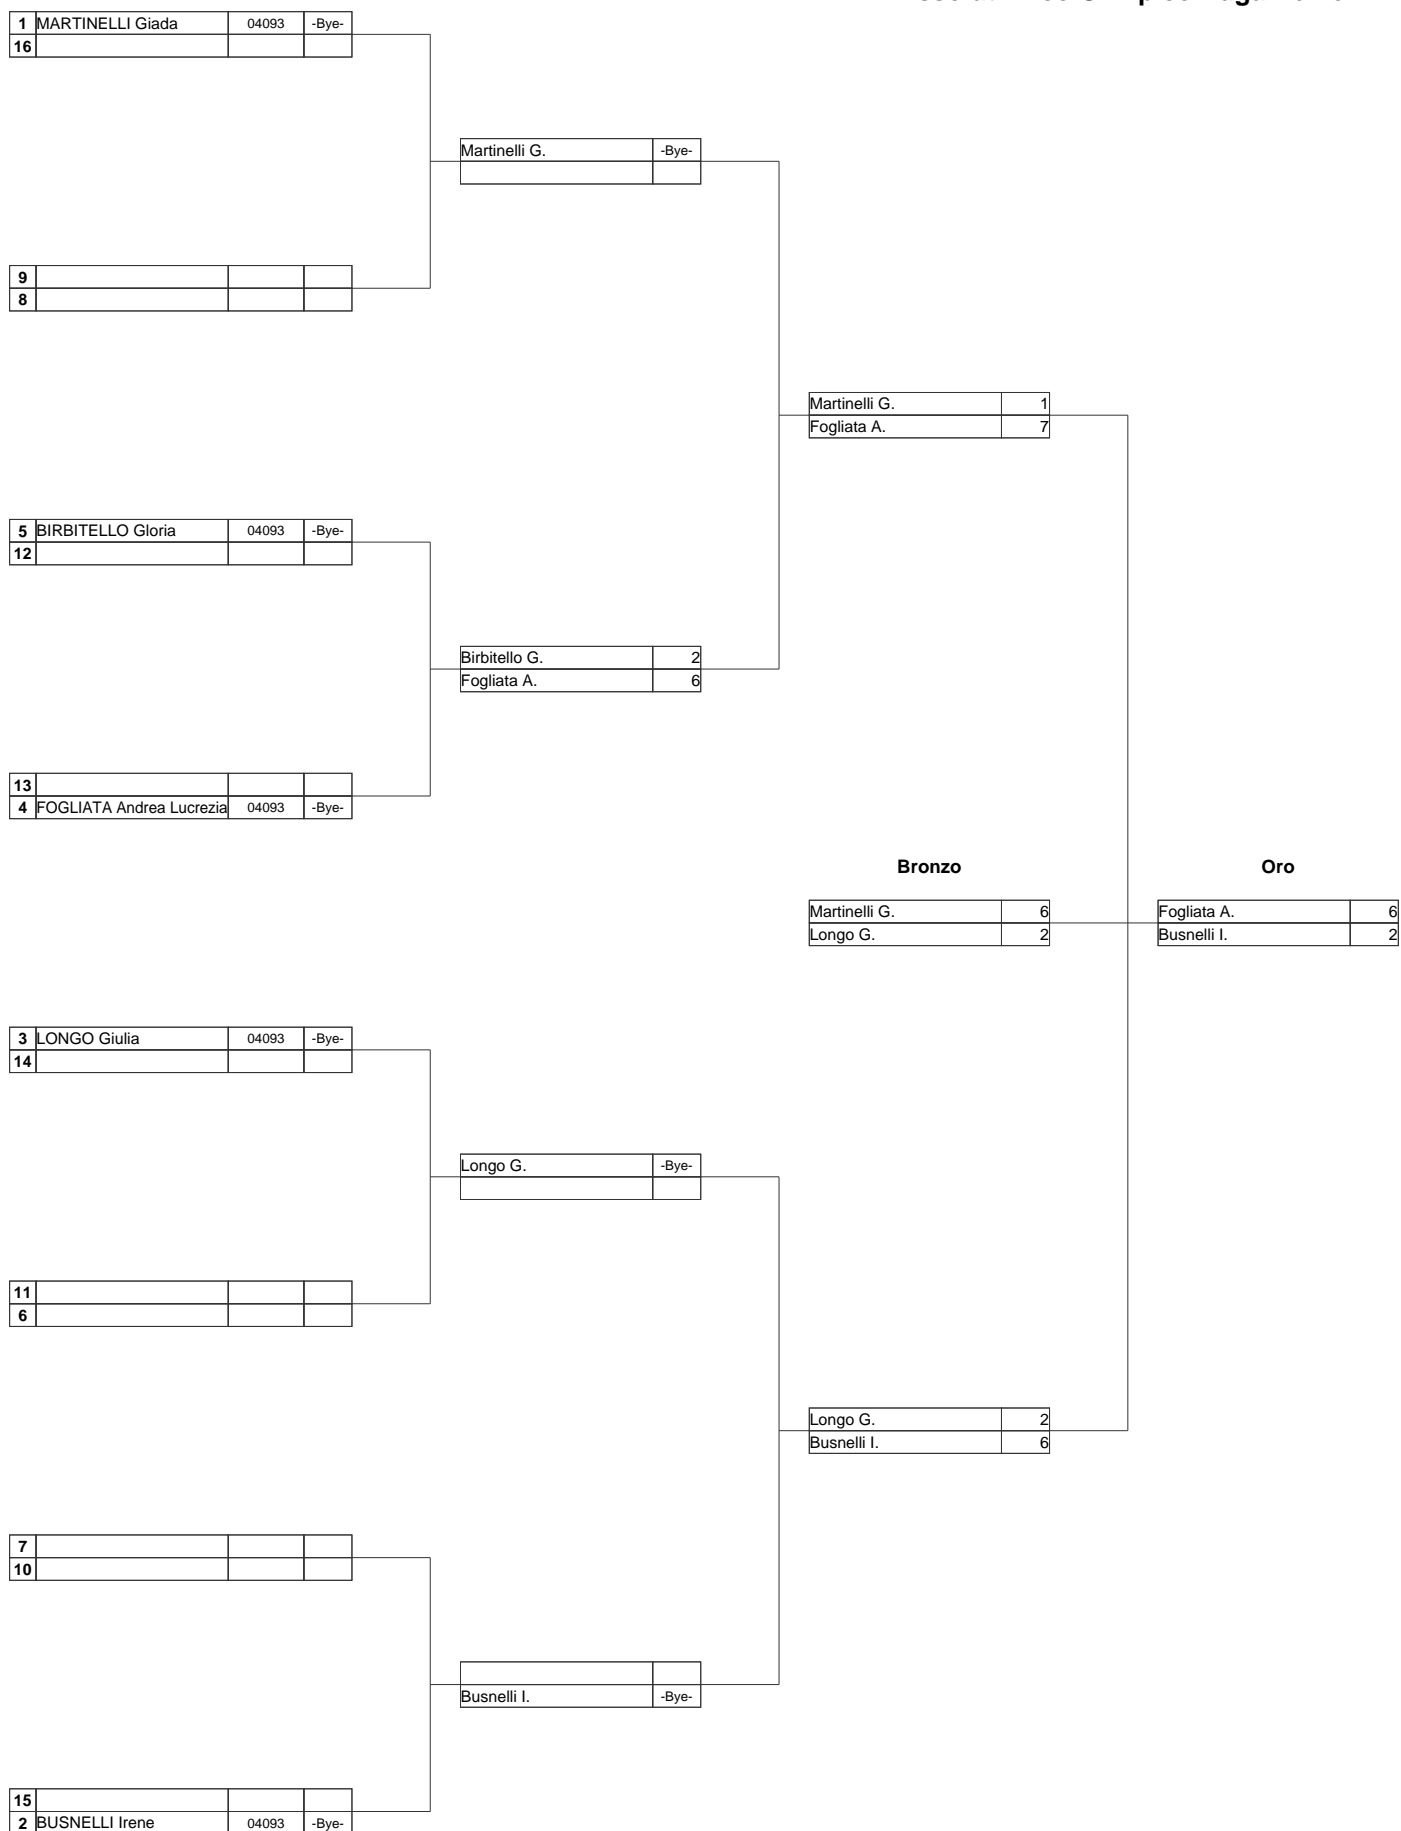 1 MARTINELLI Giada 04093 -Bye-
16
Martinelli G. -Bye-
9
8
Martinelli G. 1
Fogliata A. 7
5 BIRBITELLO Gloria 04093 -Bye-
12
Birbitello G. 2
Fogliata A. 6
13
4 FOGLIATA Andrea Lucrezia 04093 -Bye-
Bronzo Oro
Martinelli G. 6 Fogliata A. 6
Longo G. 2 Busnelli I. 2
3 LONGO Giulia 04093 -Bye-
14
Longo G. -Bye-
11
6
Longo G. 2
Busnelli I. 6
7
10
Busnelli I. -Bye-
15
2 BUSNELLI Irene 04093 -Bye-